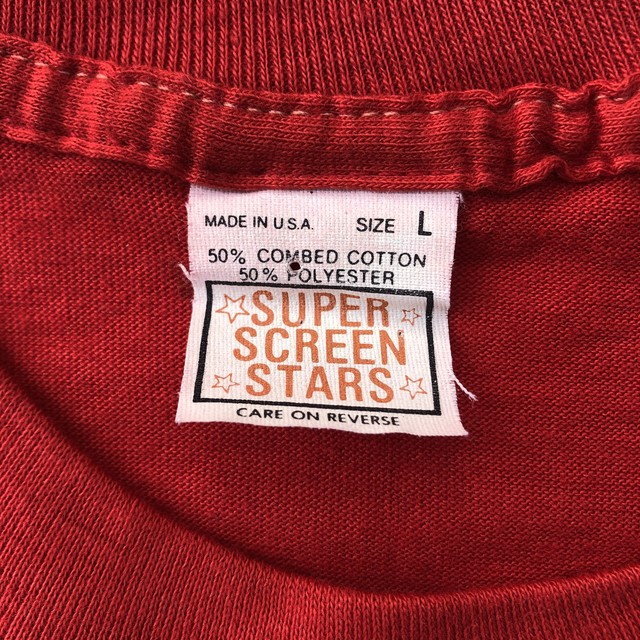 MADE IN U.S.A. SIZE L
50% COMBED COTTON
50% POLYESTER
SUPER
SCREEN
STARS
CARE ON REVERSE